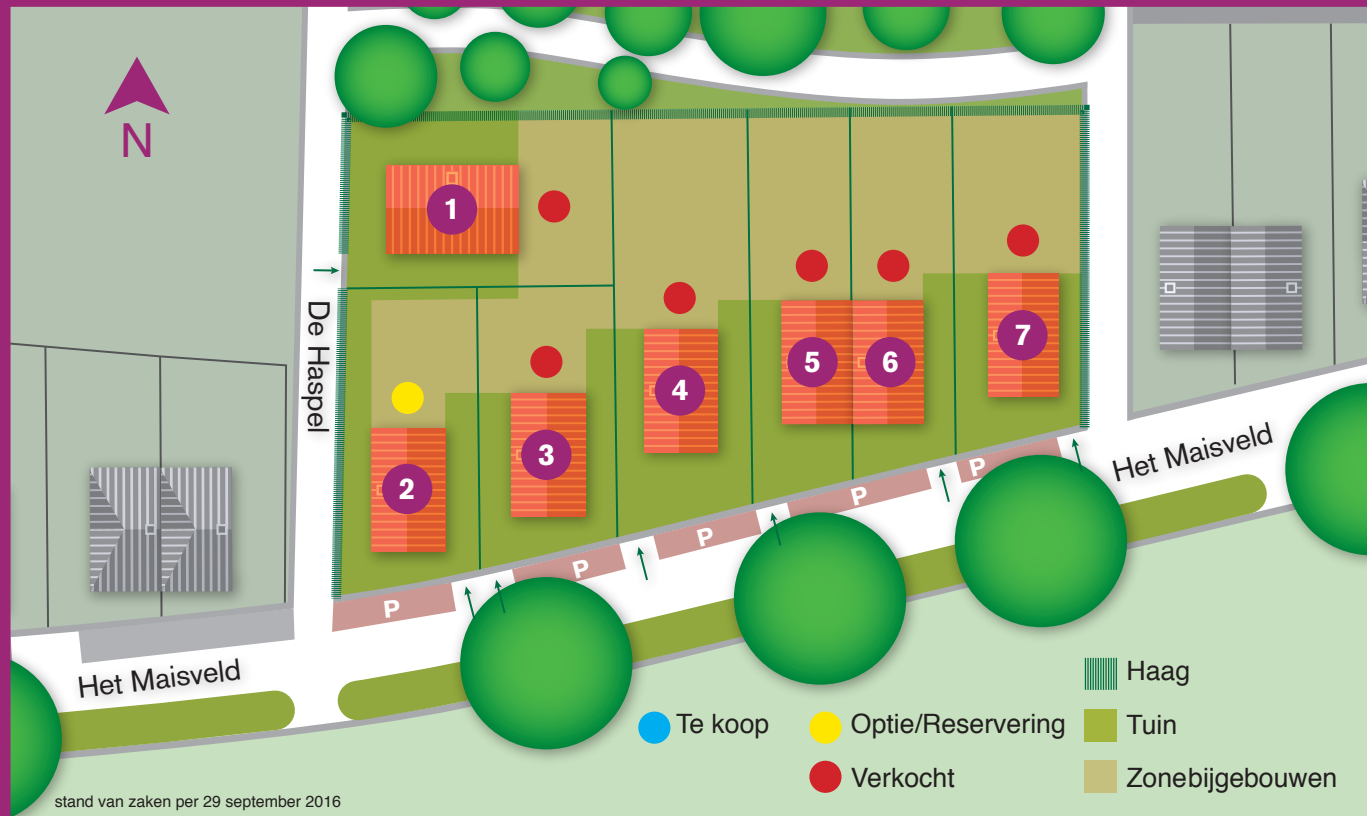 N
1
De Haspel
2
3
4
5
6
7
P
P
P
P
P
Het Maisveld
Het Maisveld
Haag
Te koop
Optie/Reservering
Tuin
Verkocht
Zonebijgebouwen
stand van zaken per 29 september 2016